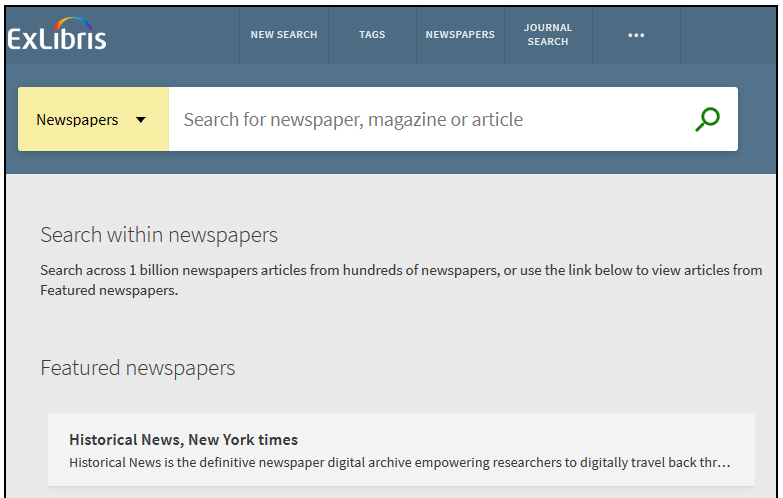 ExLibris
NEW SEARCH
TAGS
NEWSPAPERS
JOURNAL
SEARCH
•••
Newspapers
Search for newspaper, magazine or article
Search within newspapers
Search across 1 billion newspapers articles from hundreds of newspapers, or use the link below to view articles from
Featured newspapers.
Featured newspapers
Historical News, New York times
Historical News is the definitive newspaper digital archive empowering researchers to digitally travel back thr...